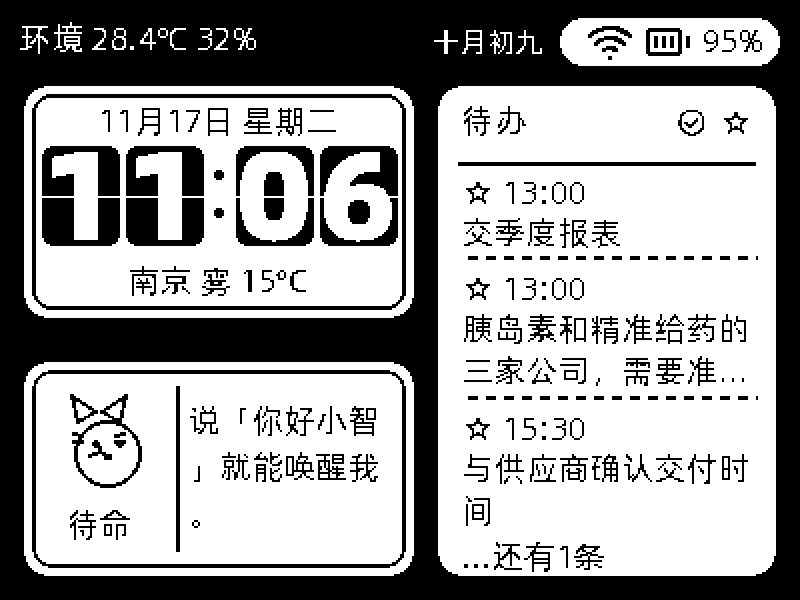 环境 28.4℃ 32%
十月初九
95%
11月17日 星期二
11:06
南京 雾 15℃
待办
13:00
交季度报表
13:00
胰岛素和精准给药的
三家公司，需要准...
15:30
与供应商确认交付时
间
...还有1条
说「你好小智
」就能唤醒我
。
待命